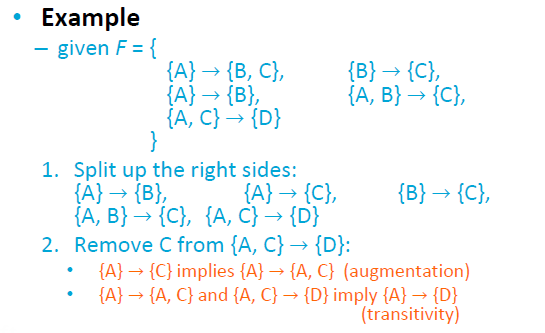 • Example
– given F = {
{A} → {B, C}, {B} → {C},
{A} → {B}, {A, B} → {C},
{A, C} → {D}
}
1. Split up the right sides:
{A} → {B}, {A} → {C}, {B} → {C},
{A, B} → {C}, {A, C} → {D}
2. Remove C from {A, C} → {D}:
• {A} → {C} implies {A} → {A, C} (augmentation)
• {A} → {A, C} and {A, C} → {D} imply {A} → {D}
(transitivity)